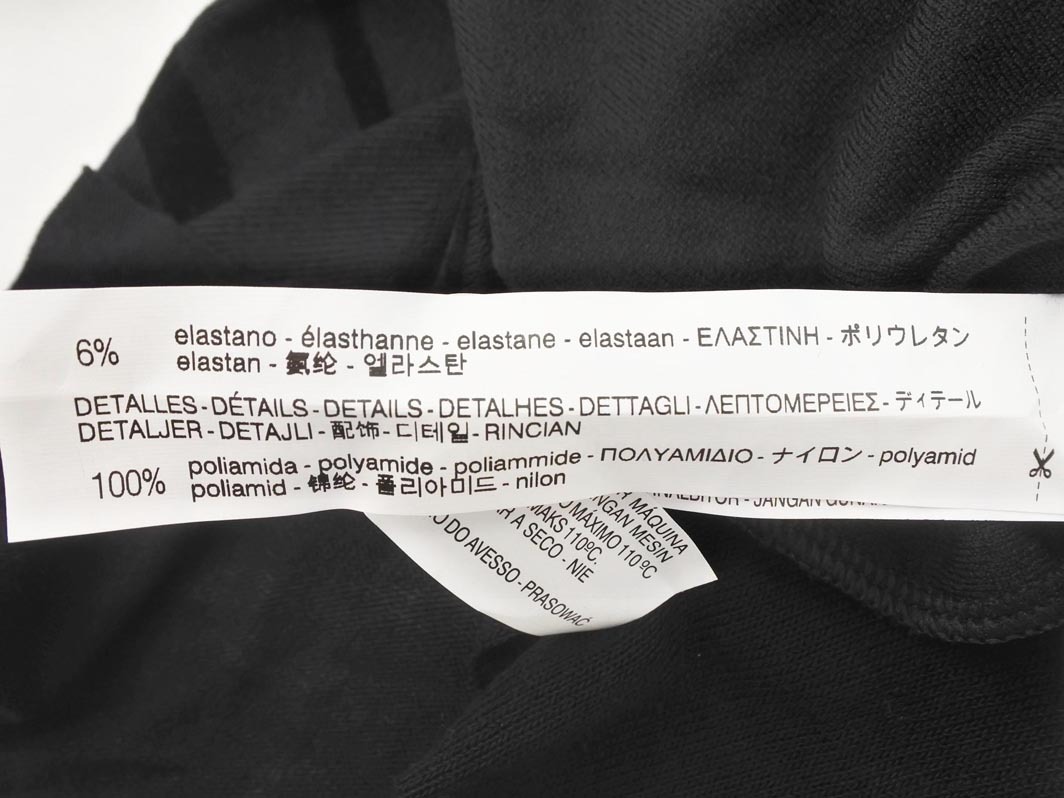 6% elastano - élasthanne - elastane - elastaan - ΕΛΑΣΤΙΝΗ - ポリウレタン
elastan - 氨纶 - 엘라스탄
DETALLES - DÉTAILS - DETAILS - DETALHES - DETTAGLI - ΛΕΠΤΟΜΕΡΕΙΕΣ - ディテール
DETALJER - DETAJLI - 配饰 - 디테일 - RINCIAN
100% poliamida - polyamide - poliammide - ΠΟΛΥΑΜΙΔΙΟ - ナイロン - polyamid
poliamid - 锦纶 - 폴리아미드 - nilon
JANGAN
MÁQUINA
MESIN
MÁXIMO 110ºC
MAKS 110ºC.
A SECO - NIE
DO AVESSO - PRASOWAĆ